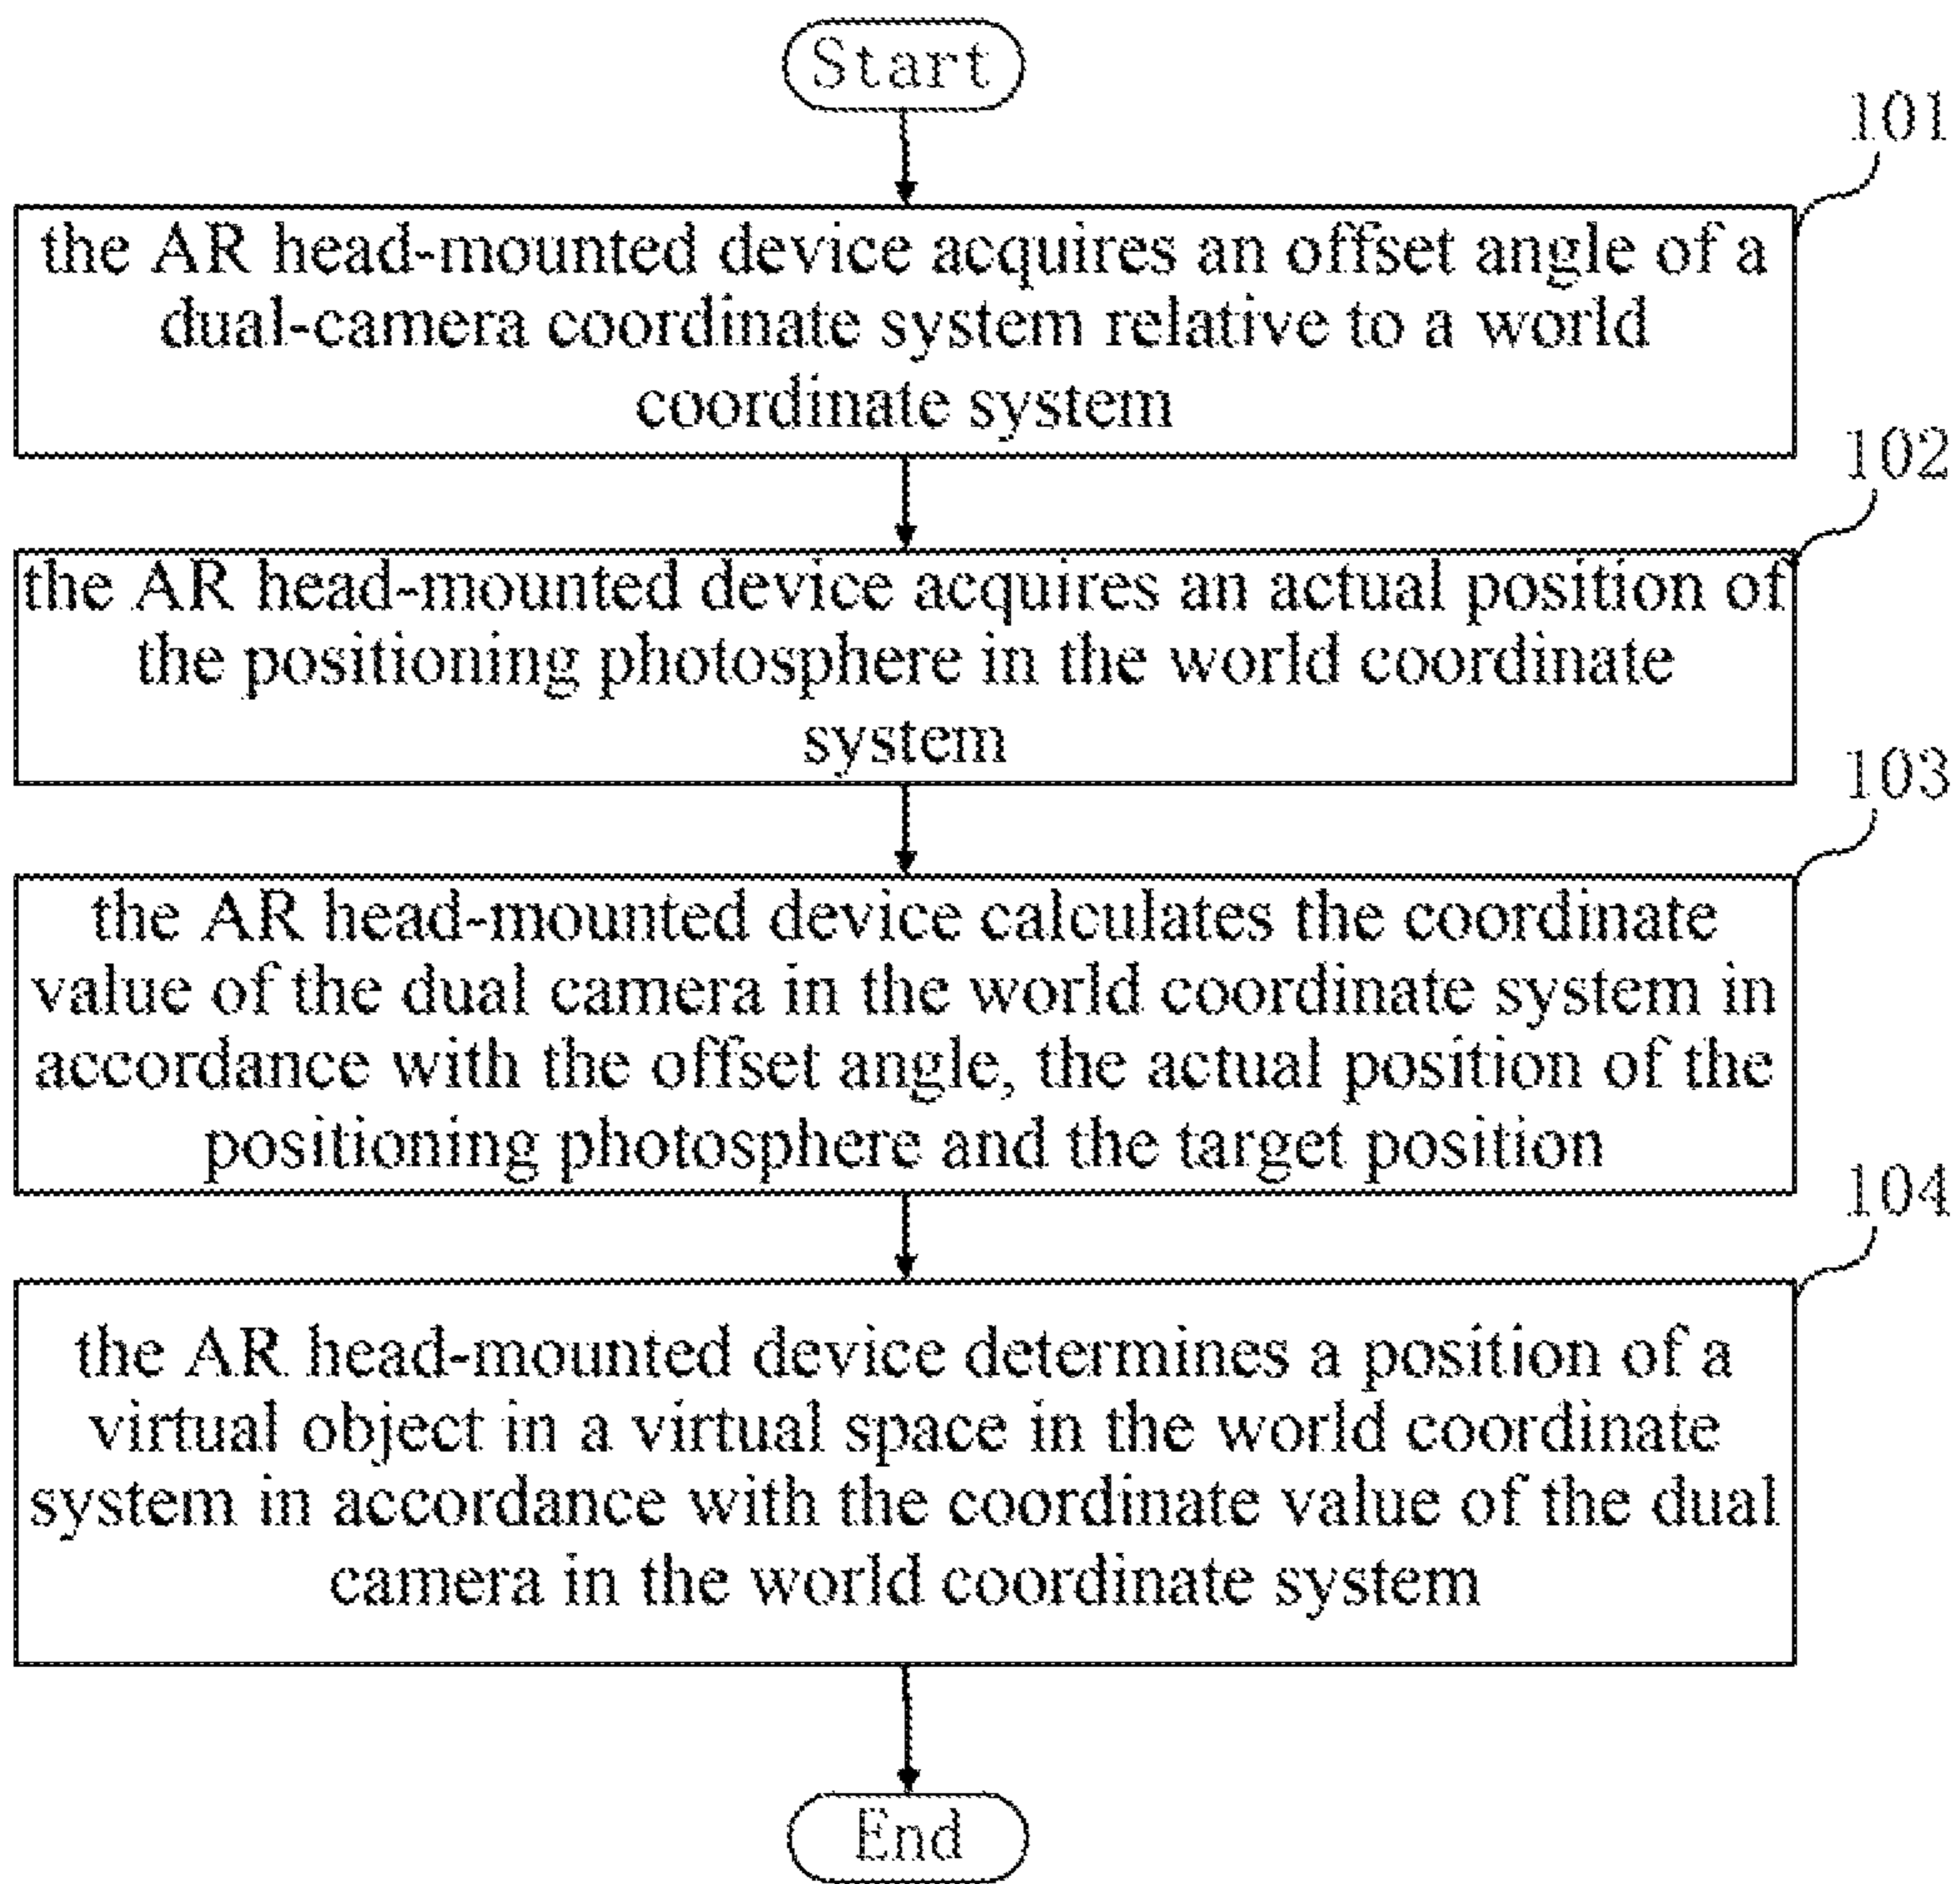 Start
101
the AR head-mounted device acquires an offset angle of a
dual-camera coordinate system relative to a world
coordinate system
102
the AR head-mounted device acquires an actual position of
the positioning photosphere in the world coordinate
system
103
the AR head-mounted device calculates the coordinate
value of the dual camera in the world coordinate system in
accordance with the offset angle, the actual position of the
positioning photosphere and the target position
104
the AR head-mounted device determines a position of a
virtual object in a virtual space in the world coordinate
system in accordance with the coordinate value of the dual
camera in the world coordinate system
End